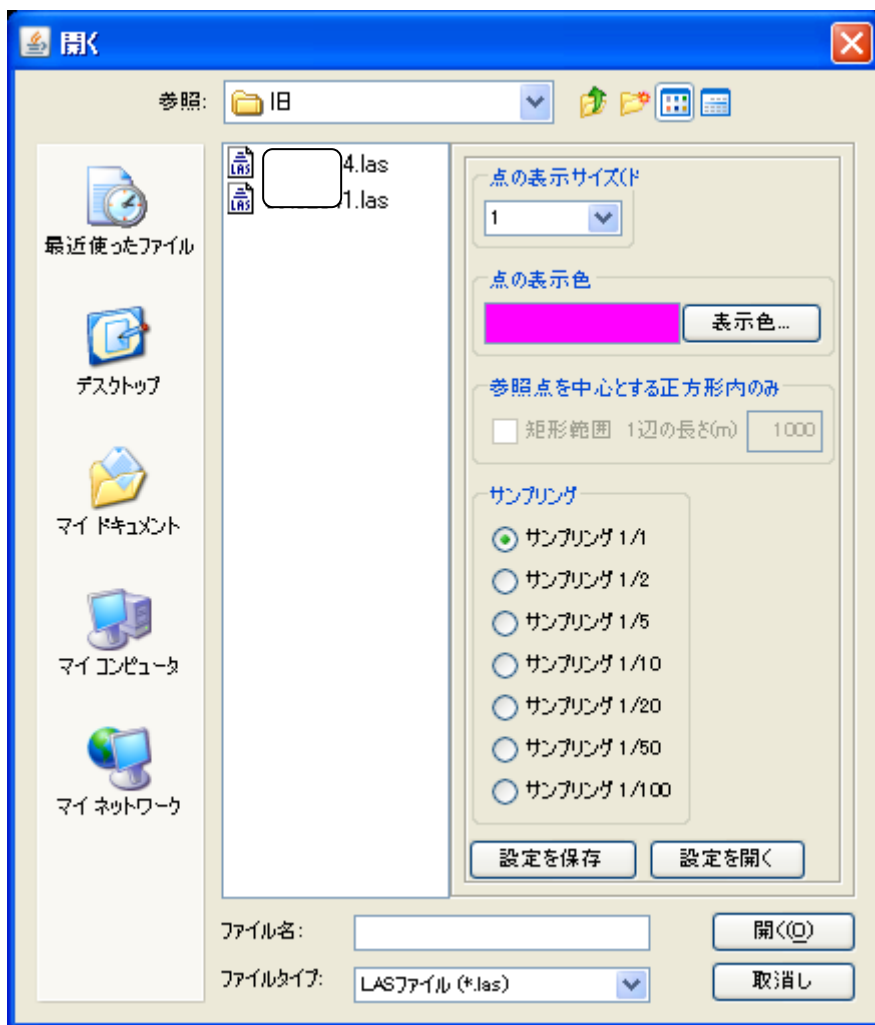 開く
参照:
旧
4.las
1.las
最近使ったファイル
デスクトップ
マイ ドキュメント
マイ コンピュータ
マイ ネットワーク
点の表示サイズ(ド
1
点の表示色
表示色...
参照点を中心とする正方形内のみ
矩形範囲 1辺の長さ(m) 1000
サンプリング
サンプリング 1/1
サンプリング 1/2
サンプリング 1/5
サンプリング 1/10
サンプリング 1/20
サンプリング 1/50
サンプリング 1/100
設定を保存 設定を開く
ファイル名: 開く(O)
ファイルタイプ: LASファイル (*.las) 取消し